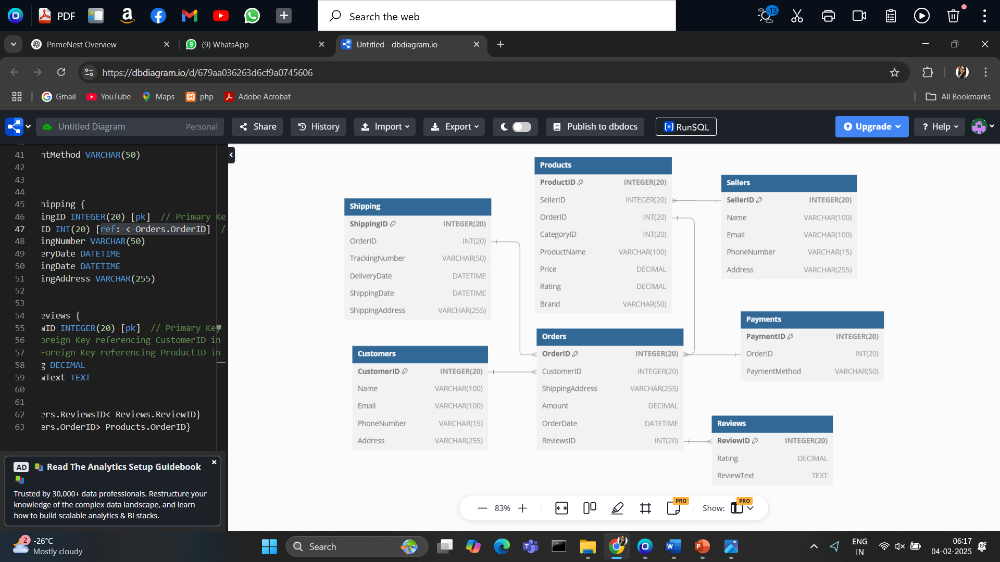 PDF
Search the web
-13
PrimeNest Overview
9
(9) WhatsApp
Untitled - dbdiagram.io
https://dbdiagram.io/d/679aa036263d6cf9a0745606
Gmail
YouTube
Maps
php
Adobe Acrobat
All Bookmarks
Untitled Diagram
Personal
Share
History
Import
Export
Publish to dbdocs
RunSQL
Upgrade
? Help
41 ntMethod VARCHAR(50)
42
43
44
45 hipping {
46 ingID INTEGER(20) [pk] // Primary Ke
47 ID INT(20) [ref: < Orders.OrderID] /
48 ingNumber VARCHAR(50)
49 eryDate DATETIME
50 ingDate DATETIME
51 ingAddress VARCHAR(255)
52
53
54 eviews {
55 wID INTEGER(20) [pk] // Primary Key
56 oreign Key referencing CustomerID in
57 Foreign Key referencing ProductID in
58 g DECIMAL
59 wText TEXT
60
61
62 ers.ReviewsID< Reviews.ReviewID}
63 ers.OrderID> Products.OrderID}
AD Read The Analytics Setup Guidebook
Trusted by 30,000+ data professionals. Restructure your
knowledge of the complex data landscape, and learn
how to build scalable analytics & BI stacks.
Shipping
ShippingID INTEGER(20)
OrderID INT(20)
TrackingNumber VARCHAR(50)
DeliveryDate DATETIME
ShippingDate DATETIME
ShippingAddress VARCHAR(255)
Products
ProductID INTEGER(20)
SellerID INTEGER(20)
OrderID INT(20)
CategoryID INT(20)
ProductName VARCHAR(100)
Price DECIMAL
Rating DECIMAL
Brand VARCHAR(50)
Sellers
SellerID INTEGER(20)
Name VARCHAR(100)
Email VARCHAR(100)
PhoneNumber VARCHAR(15)
Address VARCHAR(255)
Customers
CustomerID INTEGER(20)
Name VARCHAR(100)
Email VARCHAR(100)
PhoneNumber VARCHAR(15)
Address VARCHAR(255)
Orders
OrderID INTEGER(20)
CustomerID INTEGER(20)
ShippingAddress VARCHAR(255)
Amount DECIMAL
OrderDate DATETIME
ReviewsID INT(20)
Payments
PaymentID INTEGER(20)
OrderID INT(20)
PaymentMethod VARCHAR(50)
Reviews
ReviewID INTEGER(20)
Rating DECIMAL
ReviewText TEXT
83%
PRO
Show:
PRO
2
-26°C
Mostly cloudy
Search
ENG
IN
06:17
04-02-2025